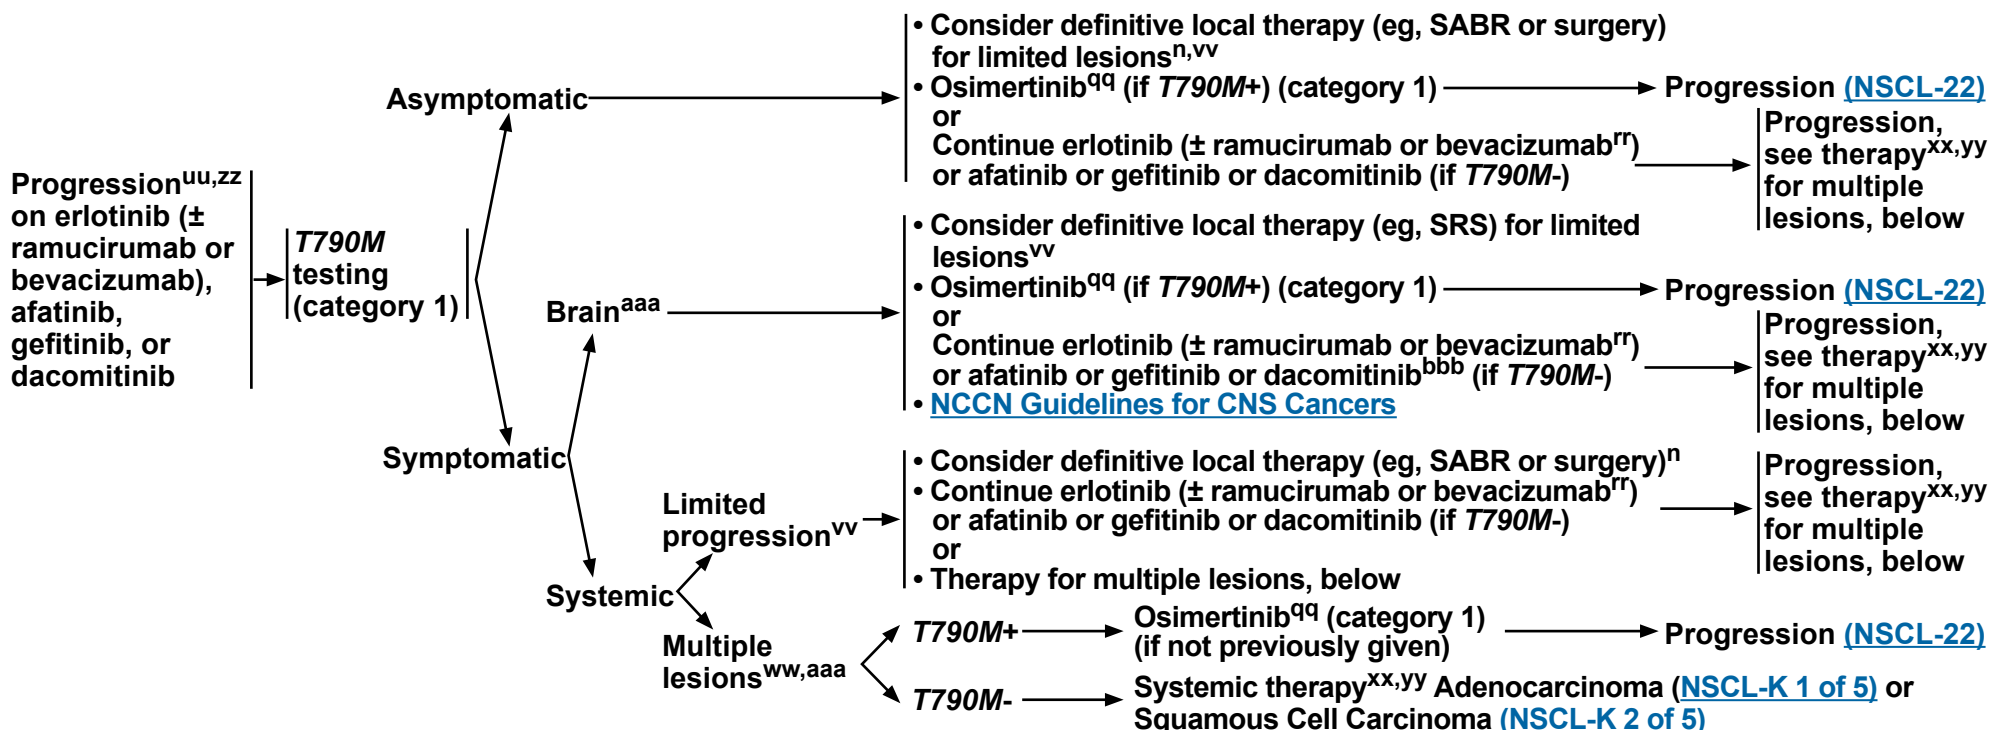 Progressionuu,zz
on erlotinib (±
ramucirumab or
bevacizumab),
afatinib,
gefitinib, or
dacomitinib
T790M
testing
(category 1)
Asymptomatic
• Consider definitive local therapy (eg, SABR or surgery)
for limited lesionsn,vv
• Osimertinibqq (if T790M+) (category 1)
or
Continue erlotinib (± ramucirumab or bevacizumabrr)
or afatinib or gefitinib or dacomitinib (if T790M-)
Progression (NSCL-22)
Progression,
see therapyxx,yy
for multiple
lesions, below
Symptomatic
Brainaaa
• Consider definitive local therapy (eg, SRS) for limited
lesionsvv
• Osimertinibqq (if T790M+) (category 1)
or
Continue erlotinib (± ramucirumab or bevacizumabrr)
or afatinib or gefitinib or dacomitinibbbb (if T790M-)
• NCCN Guidelines for CNS Cancers
Progression (NSCL-22)
Progression,
see therapyxx,yy
for multiple
lesions, below
Systemic
Limited
progressionvv
• Consider definitive local therapy (eg, SABR or surgery)n
• Continue erlotinib (± ramucirumab or bevacizumabrr)
or afatinib or gefitinib or dacomitinib (if T790M-)
or
• Therapy for multiple lesions, below
Progression,
see therapyxx,yy
for multiple
lesions, below
Multiple
lesionsww,aaa
T790M+
Osimertinibqq (category 1)
(if not previously given)
Progression (NSCL-22)
T790M-
Systemic therapyxx,yy Adenocarcinoma (NSCL-K 1 of 5) or
Squamous Cell Carcinoma (NSCL-K 2 of 5)